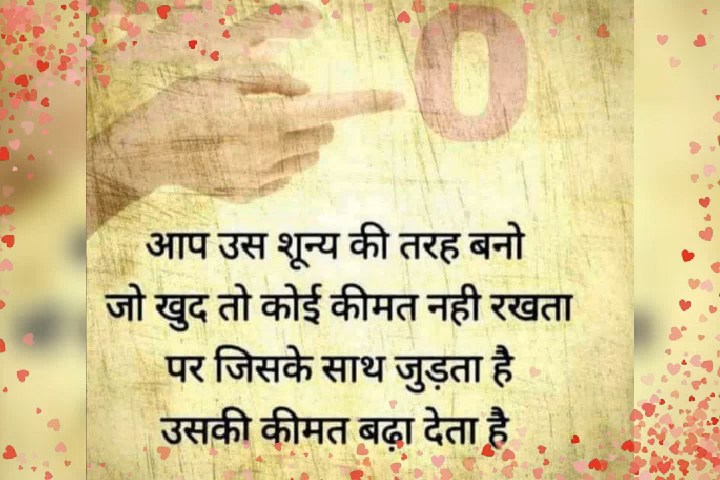 0
आप उस शून्य की तरह बनो
जो खुद तो कोई कीमत नही रखता
पर जिसके साथ जुड़ता है
उसकी कीमत बढ़ा देता है